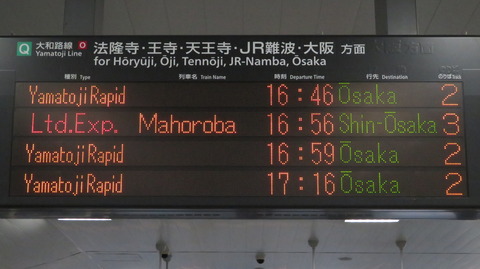 Q 大和路線 O 法隆寺・王寺・天王寺・JR難波・大阪 方面
Yamatoji Line for Hōryūji, Ōji, Tennōji, JR-Namba, Ōsaka
種別 Type 列車名 Train Name 時刻 Departure Time 行先 Destination のりば Track
Yamatoji Rapid 16:46 Ōsaka 2
Ltd.Exp. Mahoroba 16:56 Shin-Ōsaka 3
Yamatoji Rapid 16:59 Ōsaka 2
Yamatoji Rapid 17:16 Ōsaka 2